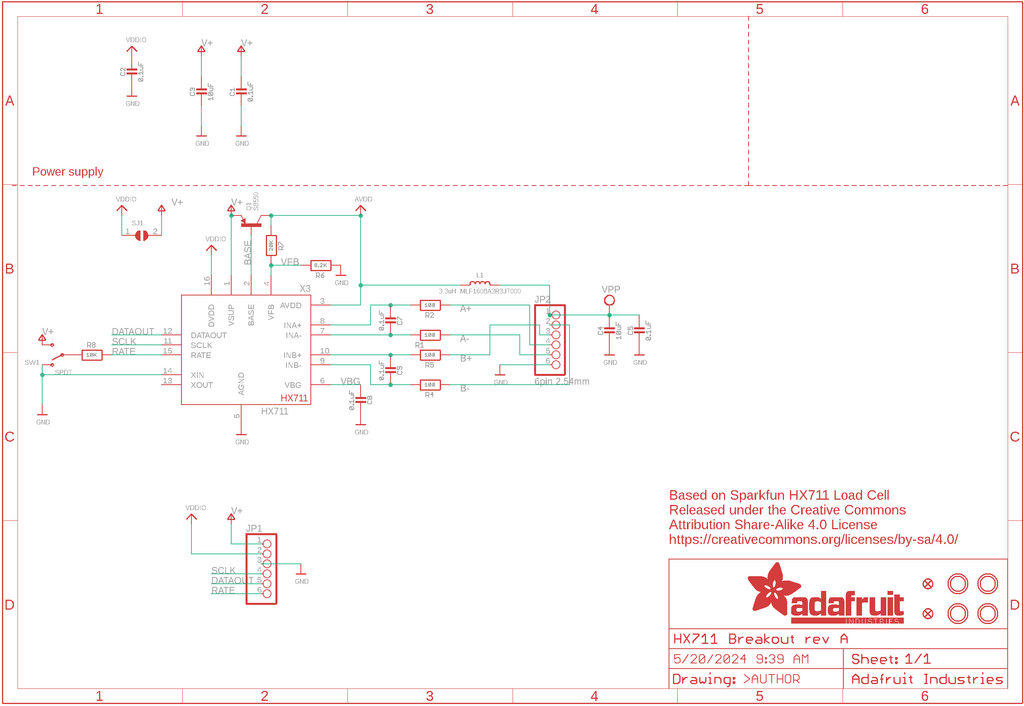 1 2 3 4 5 6
A A
VDDIO V+ V+
C2 0.1uF C3 10uF C1 0.1uF
GND GND GND
Power supply
B B
VDDIO V+ V+ Q1 AVDD
SJ1
1 2
VDDIO BASE 20K R7
VFB 8.2K
R6
GND
L1
3.3uH MLF1605A3R3JT000
16 1 2 4 X3
DVDD VSUP BASE VFB
AVDD 3
INA+ 8
INA- 7
INB+ 10
INB- 9
VBG 6
12 DATAOUT
11 SCLK
15 RATE
14 XIN
13 XOUT
AGND
5
HX711
HX711
GND
V+
DATAOUT
SCLK
RATE
R8
10K
SW1
SPDT
GND
100
R2
A+
C7 0.1uF
R1
100
A-
100
R5
B+
C9 0.1uF
100
R4
B-
VBG
0.1uF C8
GND
JP2
1
2
3
4
5
6
6pin 2.54mm
GND
VPP
C4 10uF C5 0.1uF
GND GND
C C
VDDIO V+
JP1
1
2
3
4
5
6
SCLK
DATAOUT
RATE
GND
Based on Sparkfun HX711 Load Cell
Released under the Creative Commons
Attribution Share-Alike 4.0 License
https://creativecommons.org/licenses/by-sa/4.0/
D D
adafruit
INDUSTRIES
HX711 Breakout rev A
5/20/2024 9:39 AM Sheet: 1/1
Drawing: >AUTHOR Adafruit Industries
1 2 3 4 5 6